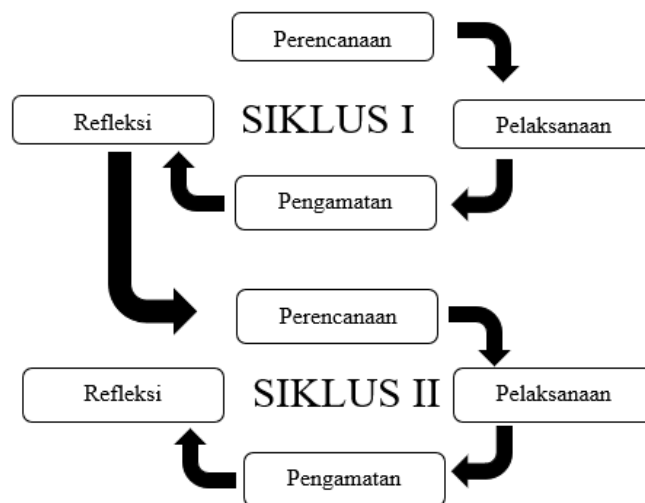 Perencanaan
Refleksi
SIKLUS I
Pelaksanaan
Pengamatan
Perencanaan
Refleksi
SIKLUS II
Pelaksanaan
Pengamatan